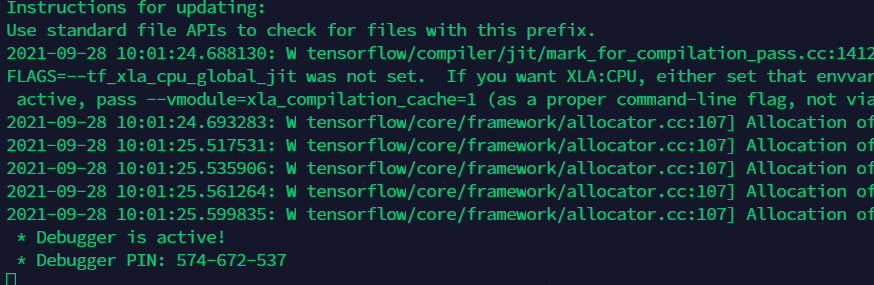 Instructions for updating:
Use standard file APIs to check for files with this prefix.
2021-09-28 10:01:24.688130: W tensorflow/compiler/jit/mark_for_compilation_pass.cc:1412
FLAGS=--tf_xla_cpu_global_jit was not set.  If you want XLA:CPU, either set that envvar
 active, pass --vmodule=xla_compilation_cache=1 (as a proper command-line flag, not via
2021-09-28 10:01:24.693283: W tensorflow/core/framework/allocator.cc:107] Allocation of
2021-09-28 10:01:25.517531: W tensorflow/core/framework/allocator.cc:107] Allocation of
2021-09-28 10:01:25.535906: W tensorflow/core/framework/allocator.cc:107] Allocation of
2021-09-28 10:01:25.561264: W tensorflow/core/framework/allocator.cc:107] Allocation of
2021-09-28 10:01:25.599835: W tensorflow/core/framework/allocator.cc:107] Allocation of
 * Debugger is active!
 * Debugger PIN: 574-672-537